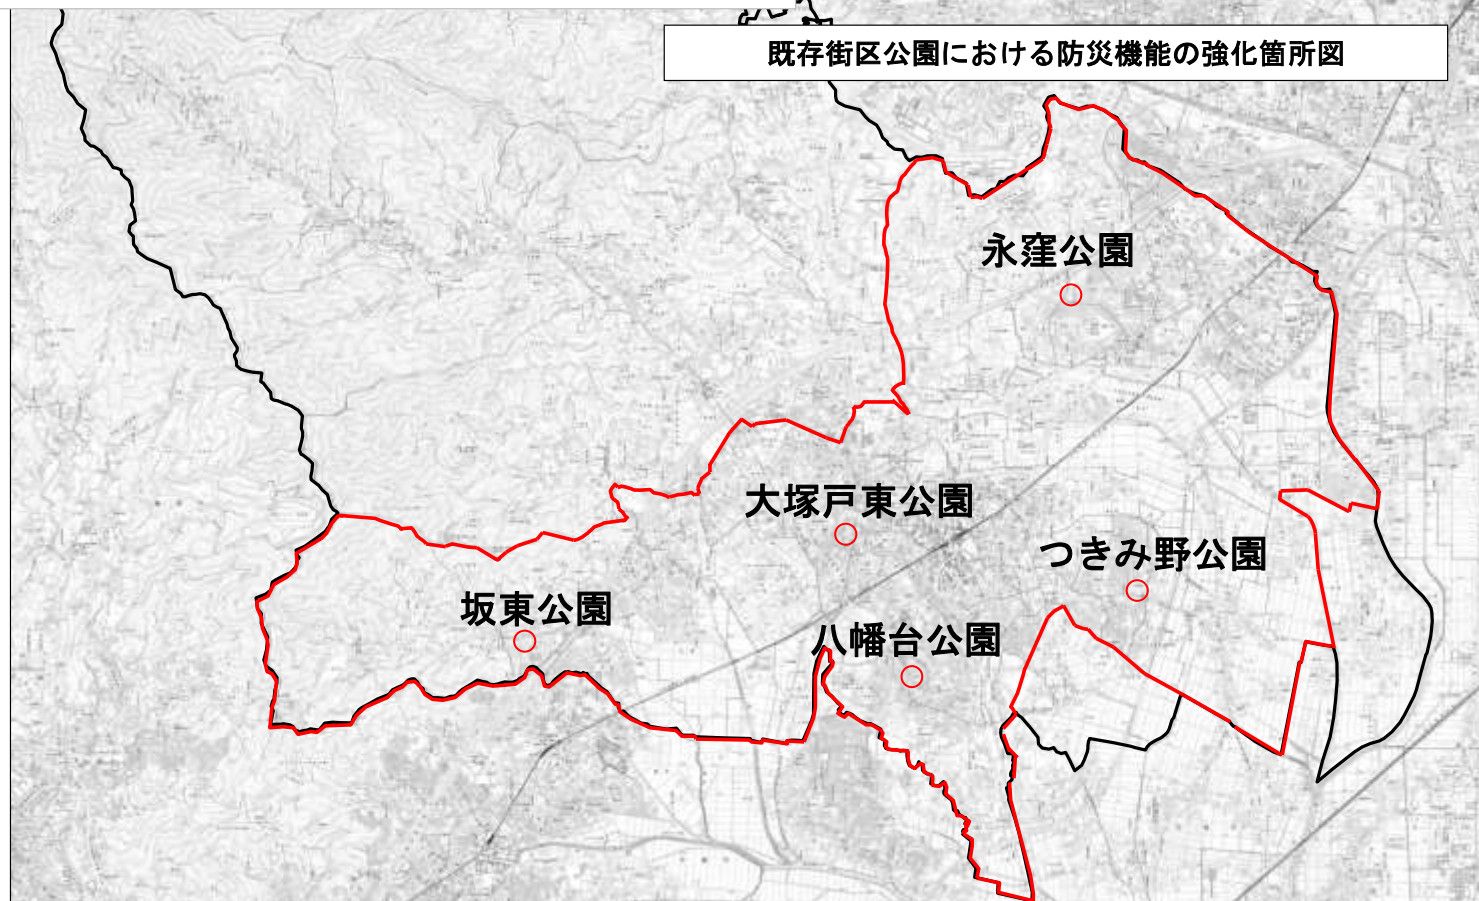 既存街区公園における防災機能の強化箇所図
永窪公園
大塚戸東公園
つきみ野公園
坂東公園
八幡台公園